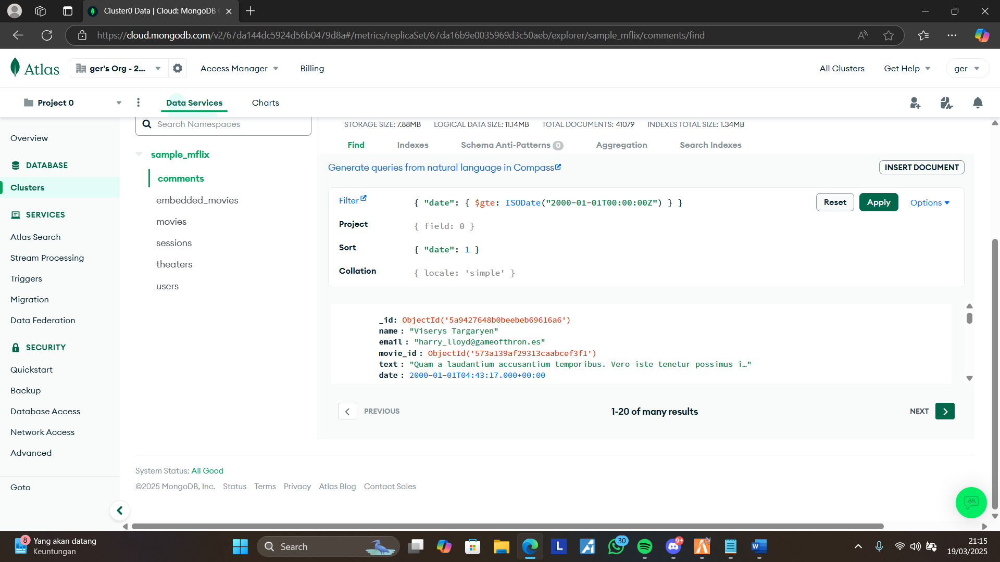 Cluster0 Data | Cloud: MongoDB
https://cloud.mongodb.com/v2/67da144dc5924d56b0479d8a#/metrics/replicaSet/67da16b9e0035969d3c50aeb/explorer/sample_mflix/comments/find
Atlas
ger's Org - 2...
Access Manager
Billing
All Clusters
Get Help
ger
Project 0
Data Services
Charts
Overview
DATABASE
Clusters
SERVICES
Atlas Search
Stream Processing
Triggers
Migration
Data Federation
SECURITY
Quickstart
Backup
Database Access
Network Access
Advanced
Goto
Search Namespaces
sample_mflix
comments
embedded_movies
movies
sessions
theaters
users
STORAGE SIZE: 7.88MB LOGICAL DATA SIZE: 11.14MB TOTAL DOCUMENTS: 41079 INDEXES TOTAL SIZE: 1.34MB
Find Indexes Schema Anti-Patterns 0 Aggregation Search Indexes
Generate queries from natural language in Compass
INSERT DOCUMENT
Filter { "date": { $gte: ISODate("2000-01-01T00:00:00Z") } }
Reset Apply Options
Project { field: 0 }
Sort { "date": 1 }
Collation { locale: 'simple' }
_id: ObjectId('5a9427648b0beebeb69616a6')
name : "Viserys Targaryen"
email : "harry_lloyd@gameofthron.es"
movie_id : ObjectId('573a139af29313caabcef3f1')
text : "Quam a laudantium accusantium temporibus. Vero iste tenetur possimus i…"
date : 2000-01-01T04:43:17.000+00:00
PREVIOUS
1-20 of many results
NEXT
System Status: All Good
©2025 MongoDB, Inc. Status Terms Privacy Atlas Blog Contact Sales
8
Yang akan datang
Keuntungan
Search
L
30
9+
W
21:15
19/03/2025